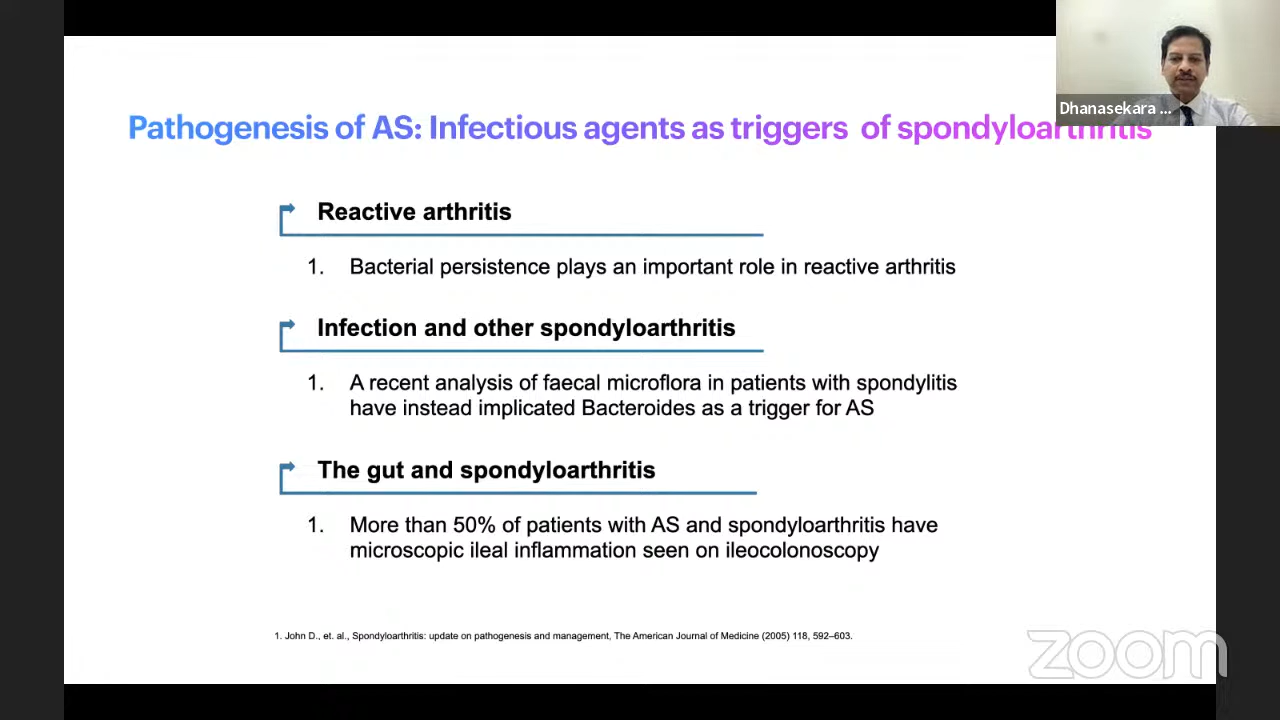 Dhanasekara ...
Pathogenesis of AS: Infectious agents as triggers of spondyloarthritis
Reactive arthritis
1. Bacterial persistence plays an important role in reactive arthritis
Infection and other spondyloarthritis
1. A recent analysis of faecal microflora in patients with spondylitis
have instead implicated Bacteroides as a trigger for AS
The gut and spondyloarthritis
1. More than 50% of patients with AS and spondyloarthritis have
microscopic ileal inflammation seen on ileocolonoscopy
1. John D., et. al., Spondyloarthritis: update on pathogenesis and management, The American Journal of Medicine (2005) 118, 592–603.
zoom